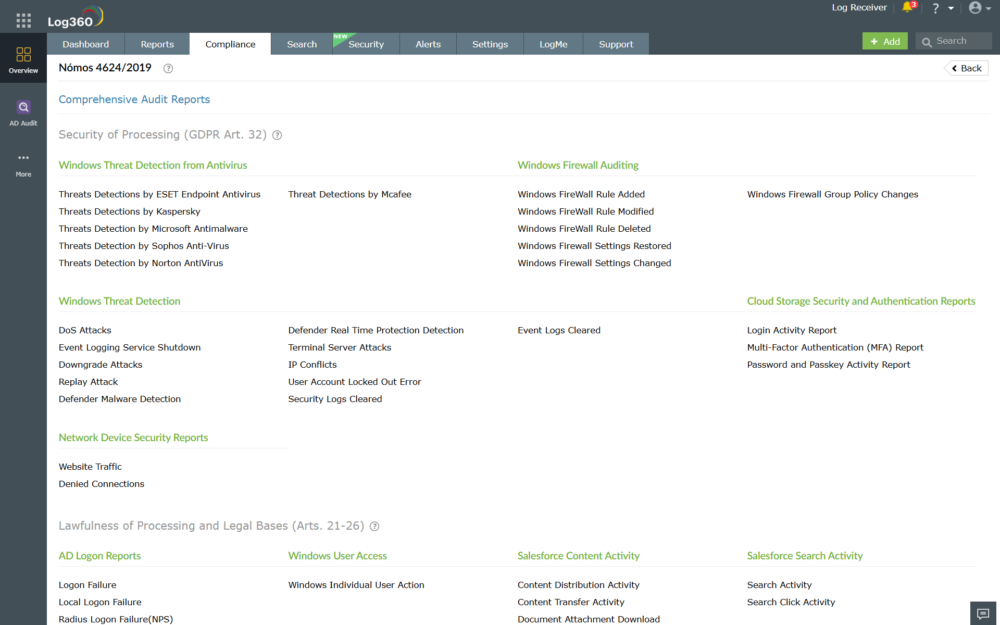 Log360
Log Receiver
3
?
Dashboard
Reports
Compliance
Search
NEW
Security
Alerts
Settings
LogMe
Support
+ Add
Search
Overview
AD Audit
More
Nómos 4624/2019 ?
Back
Comprehensive Audit Reports
Security of Processing (GDPR Art. 32) ?
Windows Threat Detection from Antivirus
Threats Detections by ESET Endpoint Antivirus
Threats Detections by Kaspersky
Threats Detection by Microsoft Antimalware
Threats Detection by Sophos Anti-Virus
Threats Detection by Norton AntiVirus
Threat Detections by Mcafee
Windows Firewall Auditing
Windows FireWall Rule Added
Windows FireWall Rule Modified
Windows FireWall Rule Deleted
Windows Firewall Settings Restored
Windows Firewall Settings Changed
Windows Firewall Group Policy Changes
Windows Threat Detection
DoS Attacks
Event Logging Service Shutdown
Downgrade Attacks
Replay Attack
Defender Malware Detection
Defender Real Time Protection Detection
Terminal Server Attacks
IP Conflicts
User Account Locked Out Error
Security Logs Cleared
Event Logs Cleared
Cloud Storage Security and Authentication Reports
Login Activity Report
Multi-Factor Authentication (MFA) Report
Password and Passkey Activity Report
Network Device Security Reports
Website Traffic
Denied Connections
Lawfulness of Processing and Legal Bases (Arts. 21-26) ?
AD Logon Reports
Logon Failure
Local Logon Failure
Radius Logon Failure(NPS)
Windows User Access
Windows Individual User Action
Salesforce Content Activity
Content Distribution Activity
Content Transfer Activity
Document Attachment Download
Salesforce Search Activity
Search Activity
Search Click Activity